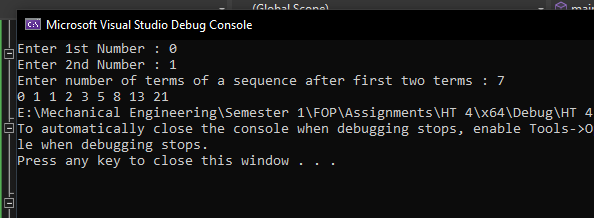 (Global Scope)
Microsoft Visual Studio Debug Console
Enter 1st Number : 0
Enter 2nd Number : 1
Enter number of terms of a sequence after first two terms : 7
0 1 1 2 3 5 8 13 21
E:\Mechanical Engineering\Semester 1\FOP\Assignments\HT 4\x64\Debug\HT 4
To automatically close the console when debugging stops, enable Tools->O
le when debugging stops.
Press any key to close this window . . .